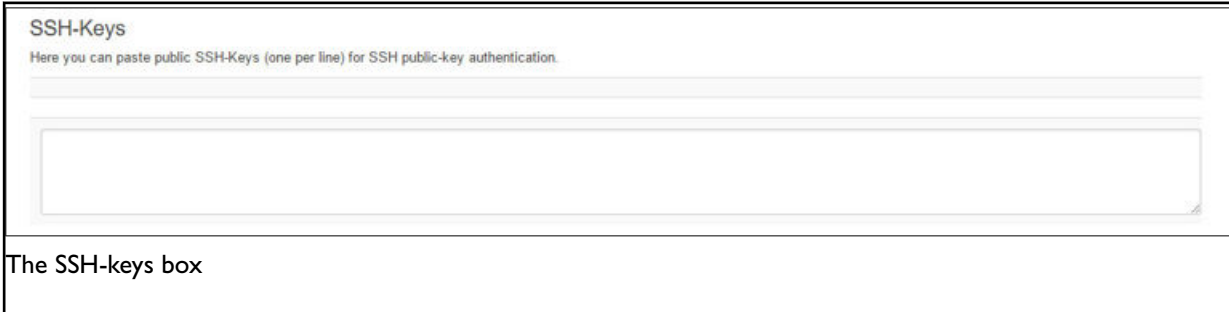 SSH-Keys
Here you can paste public SSH-Keys (one per line) for SSH public-key authentication.
The SSH-keys box